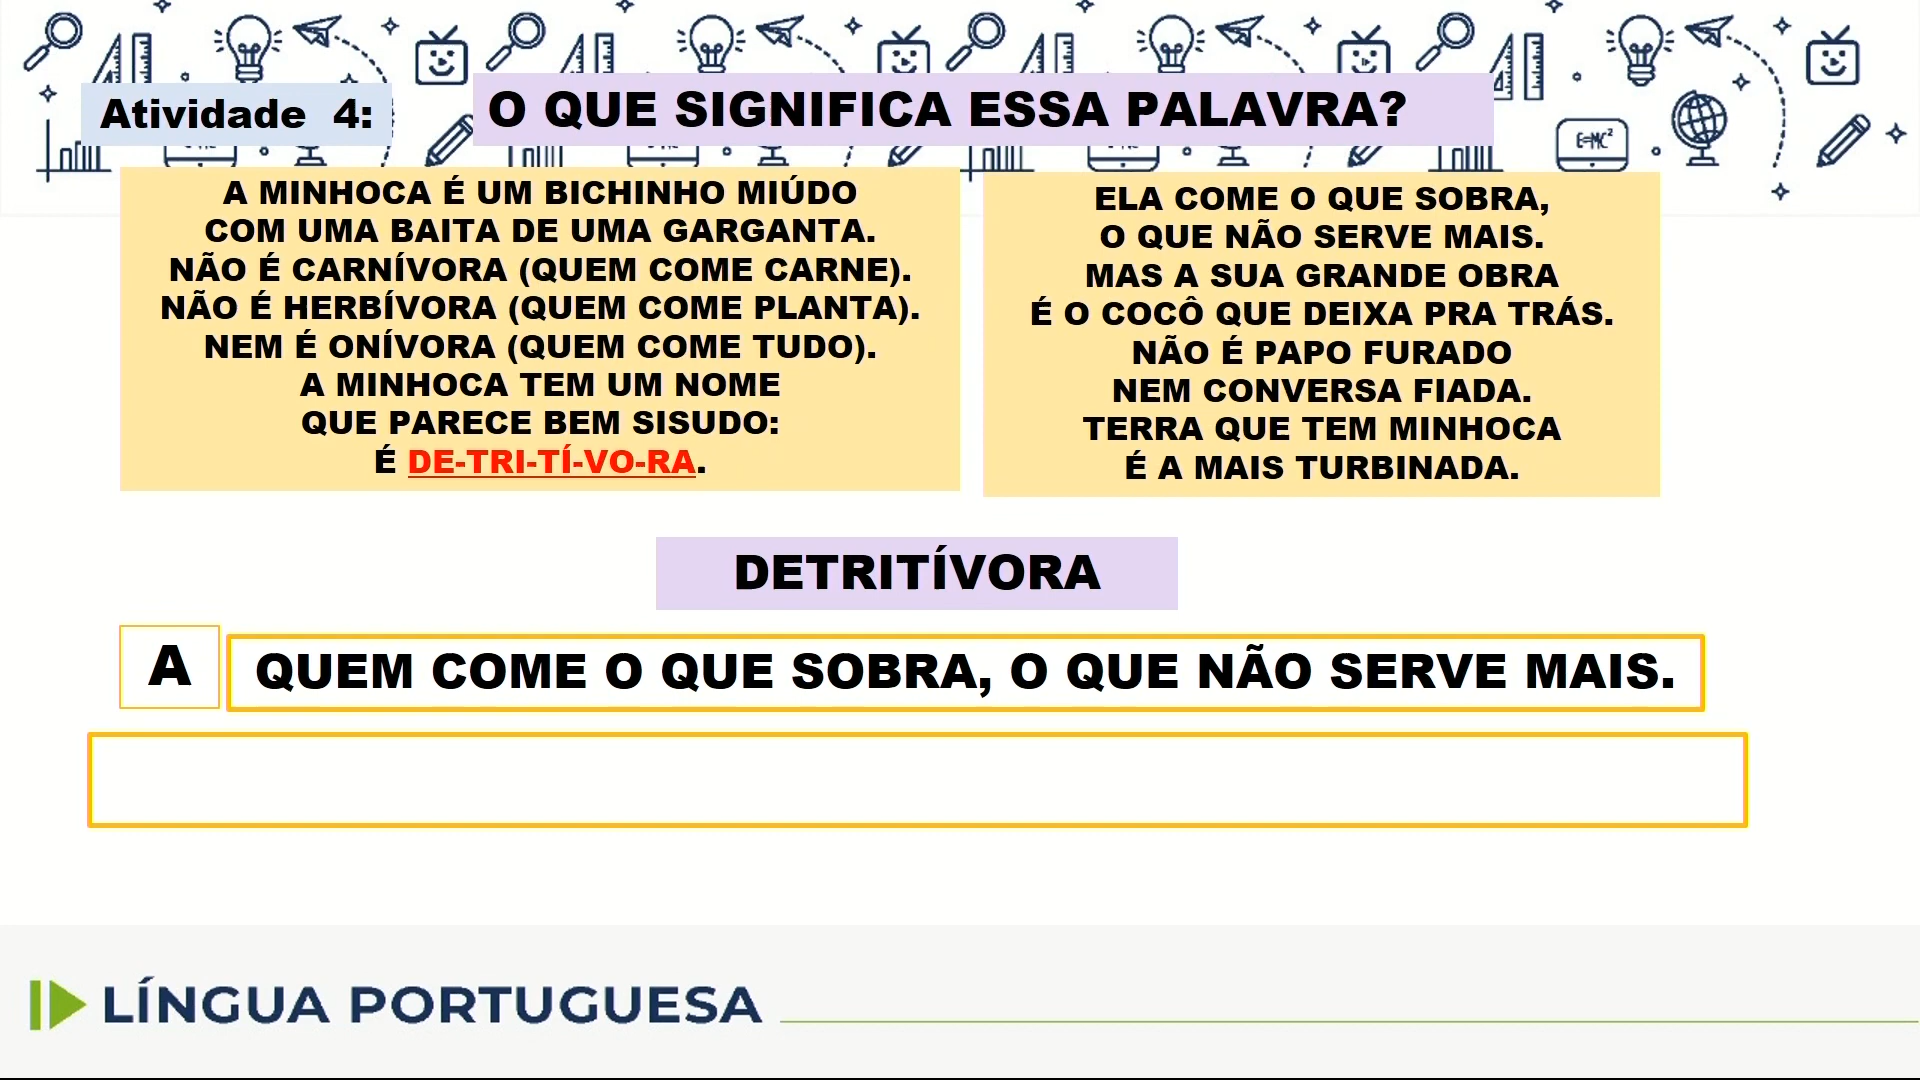 Atividade 4:
O QUE SIGNIFICA ESSA PALAVRA?
A MINHOCA É UM BICHINHO MIÚDO
COM UMA BAITA DE UMA GARGANTA.
NÃO É CARNÍVORA (QUEM COME CARNE).
NÃO É HERBÍVORA (QUEM COME PLANTA).
NEM É ONÍVORA (QUEM COME TUDO).
A MINHOCA TEM UM NOME
QUE PARECE BEM SISUDO:
É DE-TRI-TÍ-VO-RA.
ELA COME O QUE SOBRA,
O QUE NÃO SERVE MAIS.
MAS A SUA GRANDE OBRA
É O COCÔ QUE DEIXA PRA TRÁS.
NÃO É PAPO FURADO
NEM CONVERSA FIADA.
TERRA QUE TEM MINHOCA
É A MAIS TURBINADA.
E=MC²
DETRITÍVORA
A
QUEM COME O QUE SOBRA, O QUE NÃO SERVE MAIS.
LÍNGUA PORTUGUESA